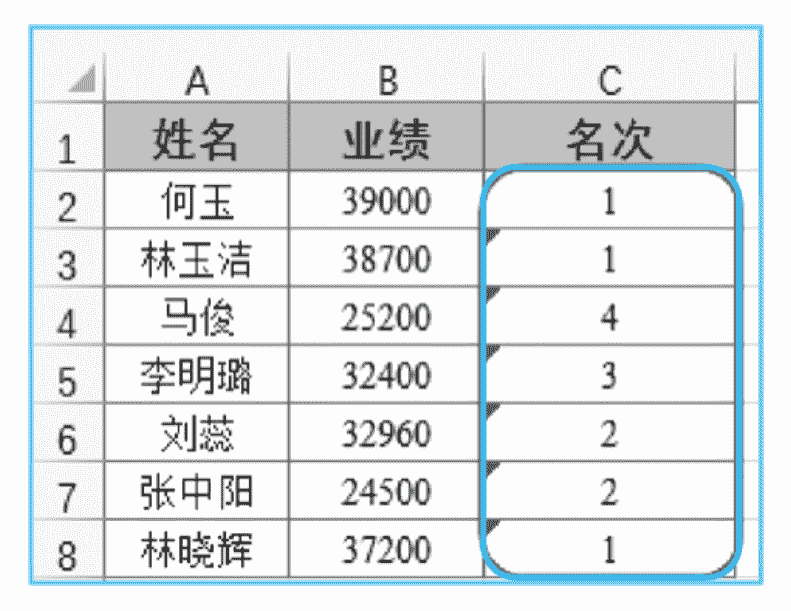 A B C
1 姓名 业绩 名次
2 何玉 39000 1
3 林玉洁 38700 1
4 马俊 25200 4
5 李明璐 32400 3
6 刘蕊 32960 2
7 张中阳 24500 2
8 林晓辉 37200 1